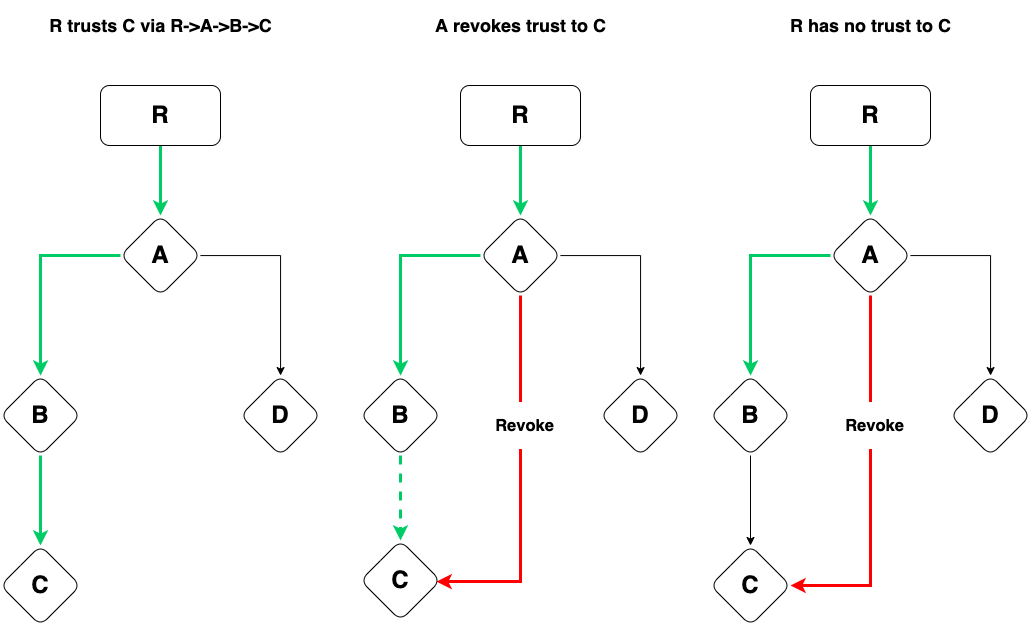 R trusts C via R->A->B->C
R
A
B
D
C
A revokes trust to C
R
A
B
Revoke
D
C
R has no trust to C
R
A
B
Revoke
D
C